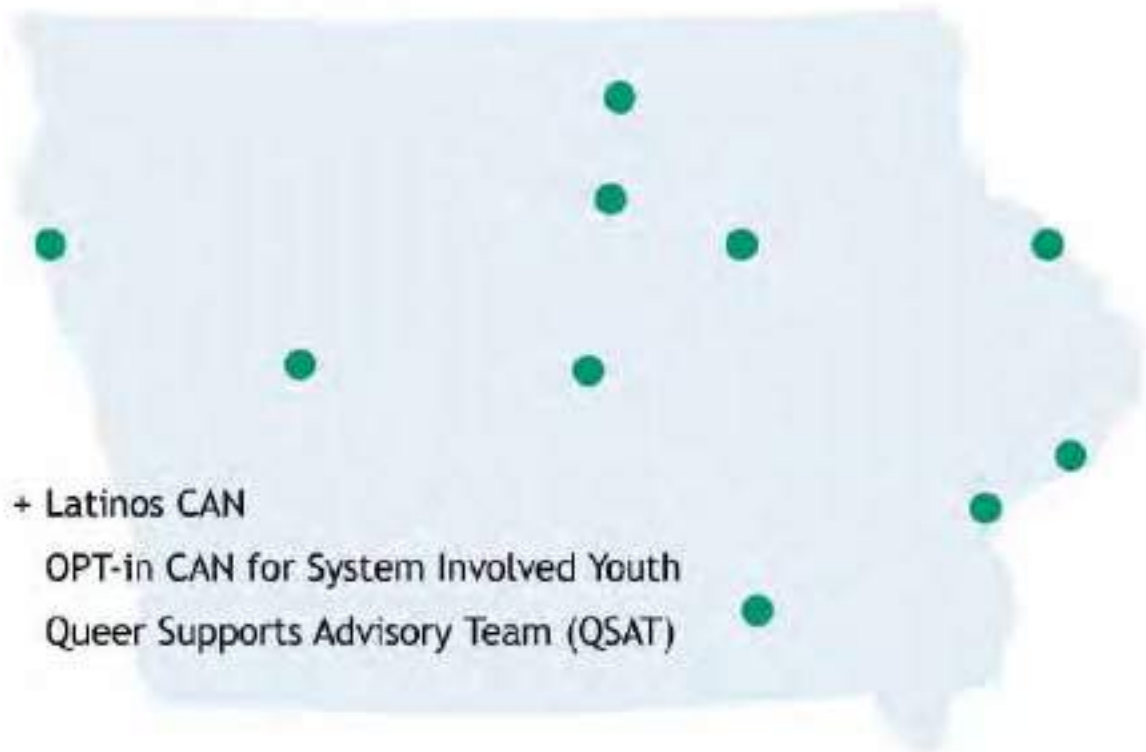 + Latinos CAN
OPT-in CAN for System Involved Youth
Queer Supports Advisory Team (QSAT)